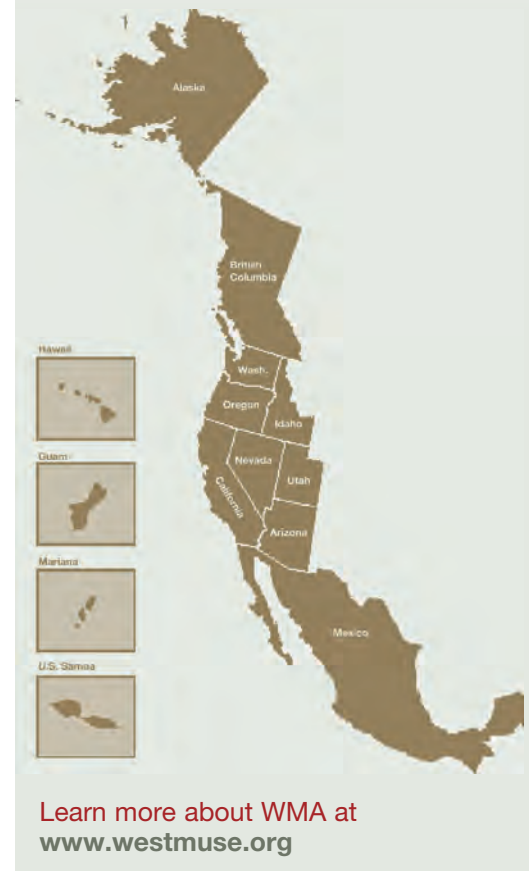 Alaska
British
Columbia
Hawaii
Wash.
Oregon
Idaho
Guam
Nevada
Utah
California
Arizona
Mariana
Mexico
U.S. Samoa
Learn more about WMA at
www.westmuse.org